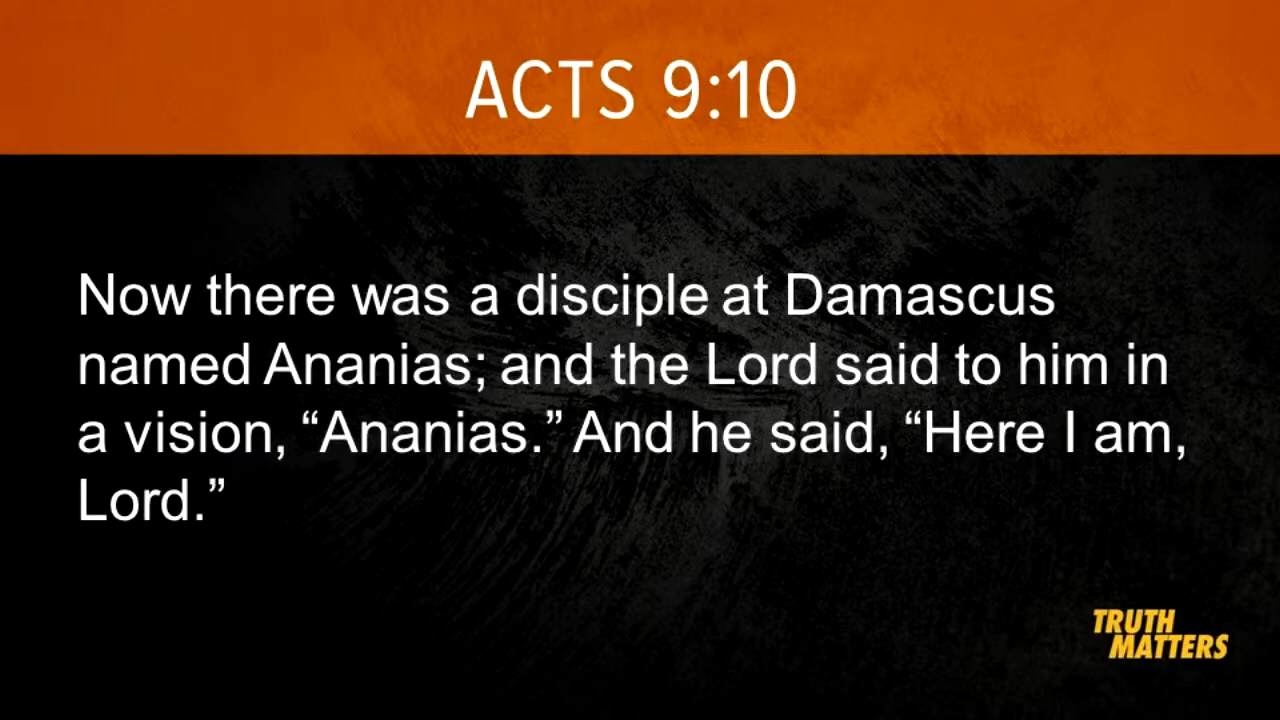 ACTS 9:10
Now there was a disciple at Damascus
named Ananias; and the Lord said to him in
a vision, “Ananias.” And he said, “Here I am,
Lord.”
TRUTH
MATTERS